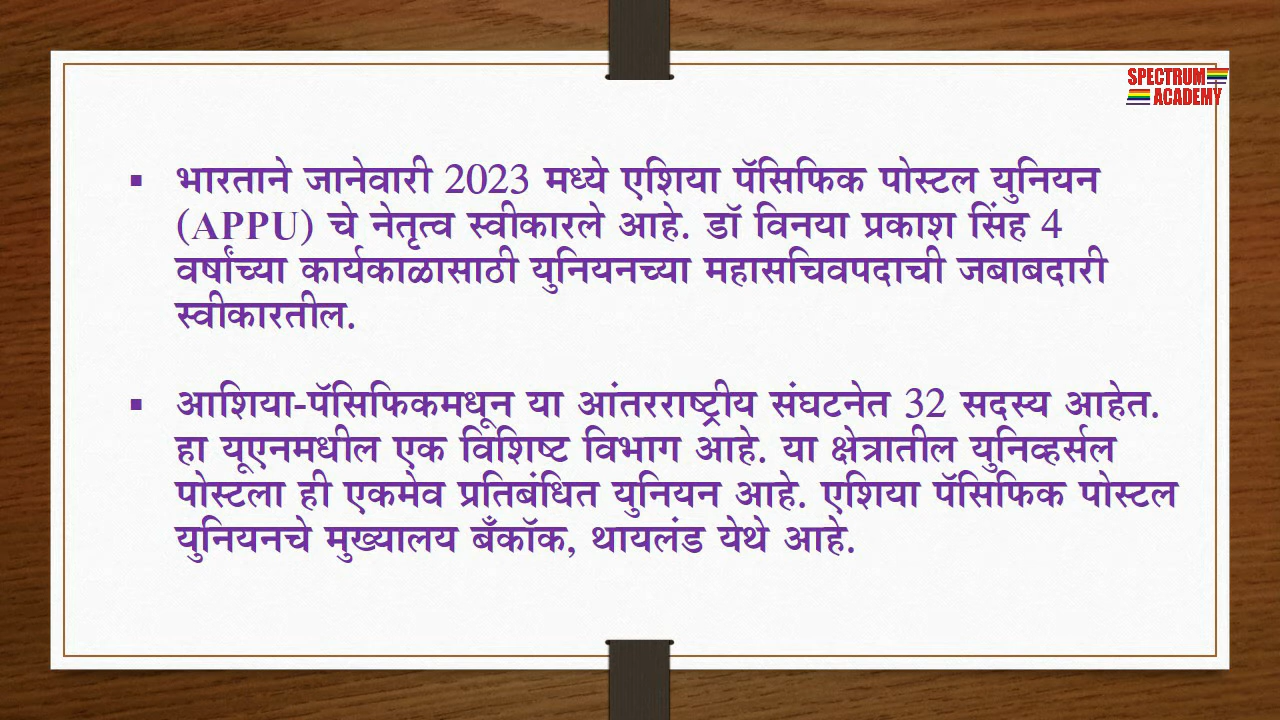 SPECTRUM
ACADEMY
▪ भारताने जानेवारी 2023 मध्ये एशिया पॅसिफिक पोस्टल युनियन
(APPU) चे नेतृत्व स्वीकारले आहे. डॉ विनया प्रकाश सिंह 4
वर्षांच्या कार्यकाळासाठी युनियनच्या महासचिवपदाची जबाबदारी
स्वीकारतील.
▪ आशिया-पॅसिफिकमधून या आंतरराष्ट्रीय संघटनेत 32 सदस्य आहेत.
हा यूएनमधील एक विशिष्ट विभाग आहे. या क्षेत्रातील युनिव्हर्सल
पोस्टला ही एकमेव प्रतिबंधित युनियन आहे. एशिया पॅसिफिक पोस्टल
युनियनचे मुख्यालय बँकॉक, थायलंड येथे आहे.